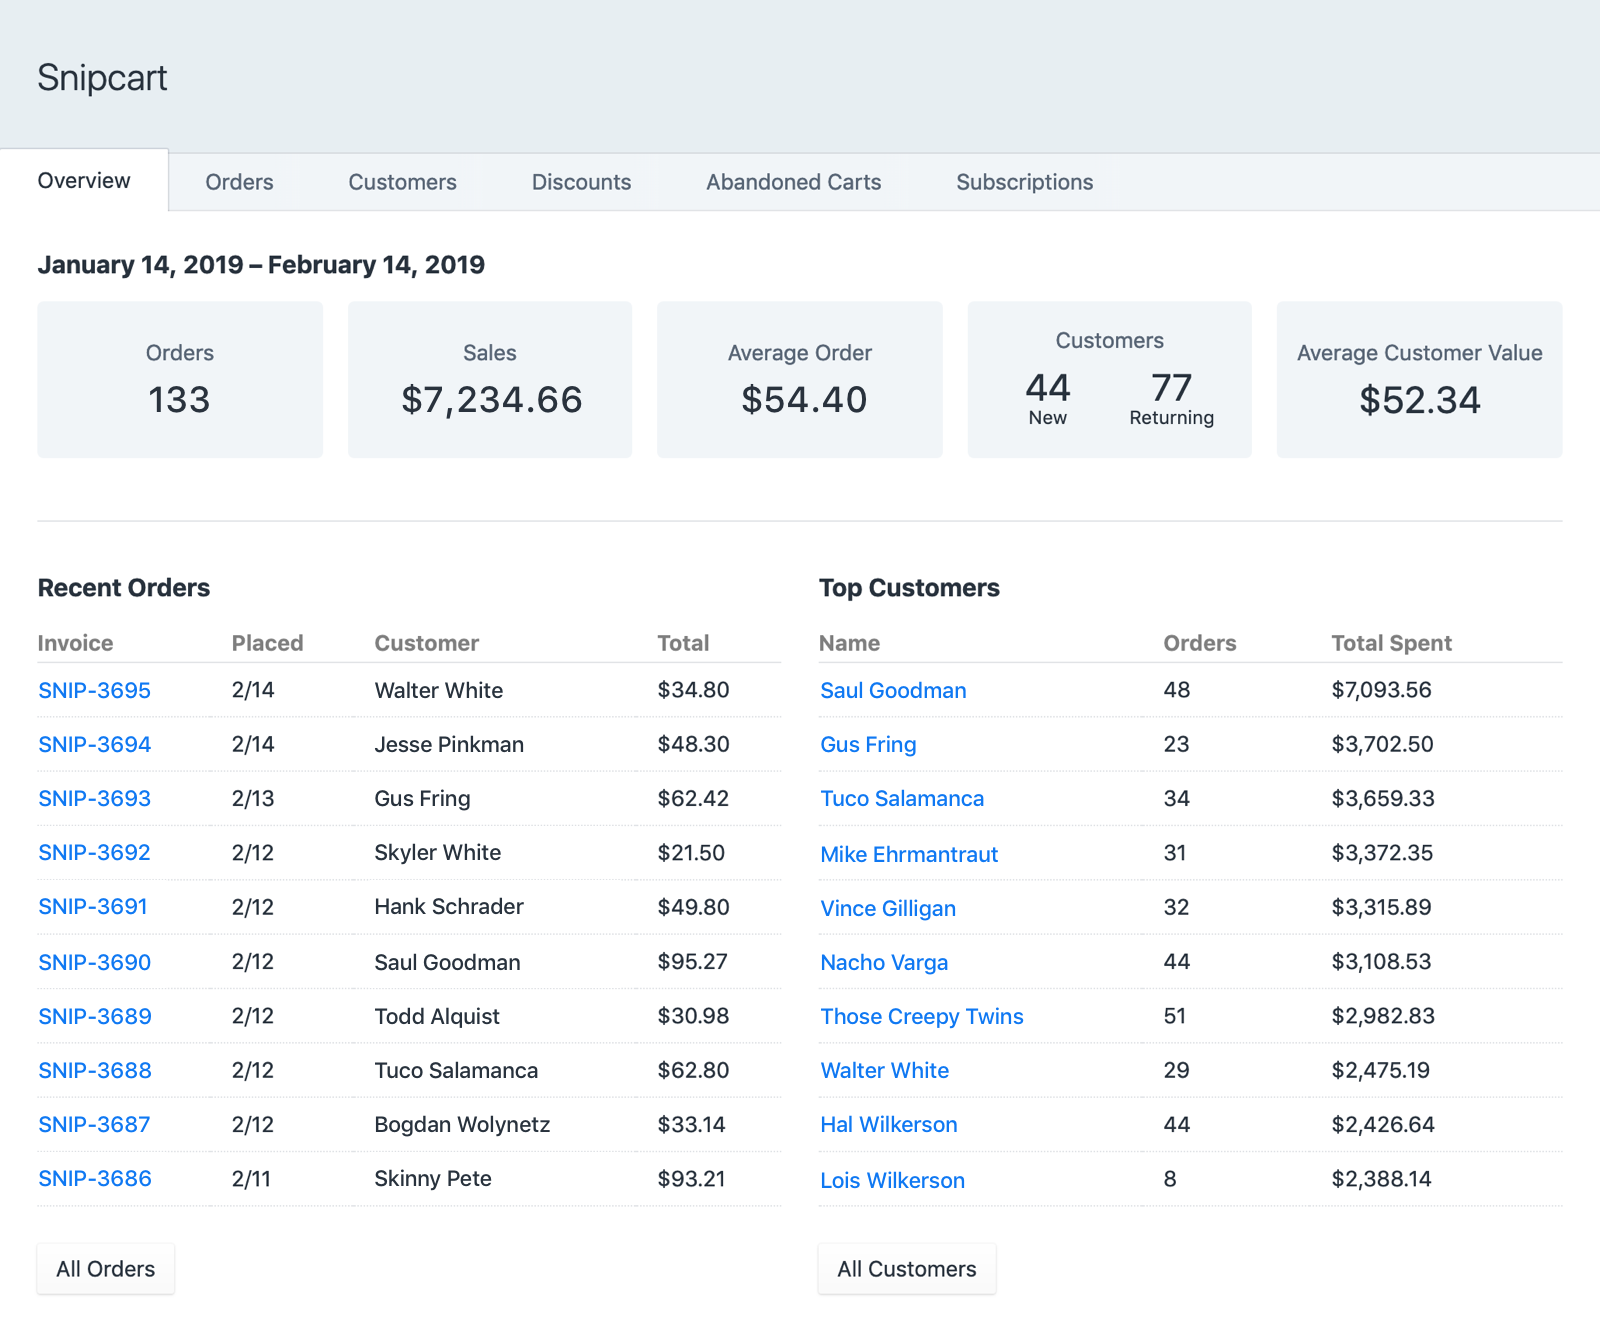 Snipcart
Overview Orders Customers Discounts Abandoned Carts Subscriptions
January 14, 2019 – February 14, 2019
Orders
133
Sales
$7,234.66
Average Order
$54.40
Customers
44 77
New Returning
Average Customer Value
$52.34
Recent Orders
Invoice Placed Customer Total
SNIP-3695 2/14 Walter White $34.80
SNIP-3694 2/14 Jesse Pinkman $48.30
SNIP-3693 2/13 Gus Fring $62.42
SNIP-3692 2/12 Skyler White $21.50
SNIP-3691 2/12 Hank Schrader $49.80
SNIP-3690 2/12 Saul Goodman $95.27
SNIP-3689 2/12 Todd Alquist $30.98
SNIP-3688 2/12 Tuco Salamanca $62.80
SNIP-3687 2/12 Bogdan Wolynetz $33.14
SNIP-3686 2/11 Skinny Pete $93.21
All Orders
Top Customers
Name Orders Total Spent
Saul Goodman 48 $7,093.56
Gus Fring 23 $3,702.50
Tuco Salamanca 34 $3,659.33
Mike Ehrmantraut 31 $3,372.35
Vince Gilligan 32 $3,315.89
Nacho Varga 44 $3,108.53
Those Creepy Twins 51 $2,982.83
Walter White 29 $2,475.19
Hal Wilkerson 44 $2,426.64
Lois Wilkerson 8 $2,388.14
All Customers